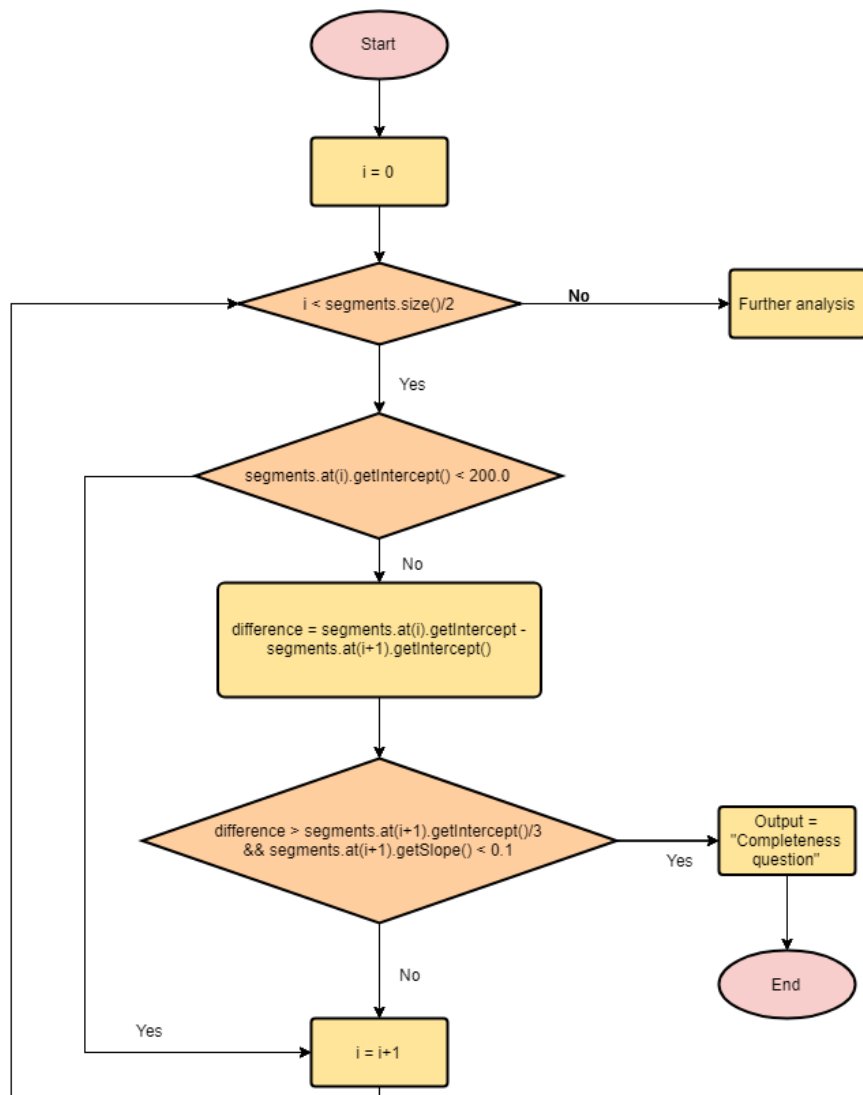 Start
i = 0
i < segments.size()/2
No
Further analysis
Yes
segments.at(i).getIntercept() < 200.0
No
difference = segments.at(i).getIntercept -
segments.at(i+1).getIntercept()
difference > segments.at(i+1).getIntercept()/3
&& segments.at(i+1).getSlope() < 0.1
Yes
Output =
"Completeness
question"
No
End
Yes
i = i+1